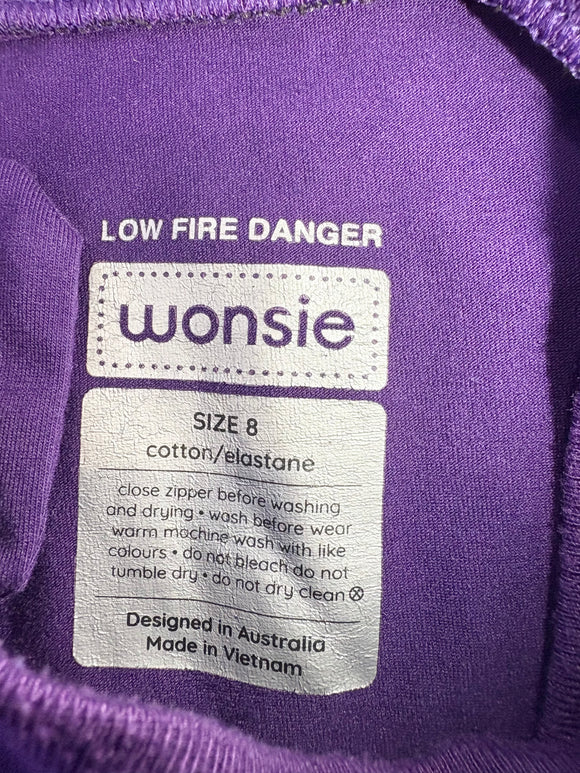 LOW FIRE DANGER
wonsie
SIZE 8
cotton/elastane
close zipper before washing
and drying • wash before wear
warm machine wash with like
colours • do not bleach do not
tumble dry • do not dry clean ⊗
Designed in Australia
Made in Vietnam